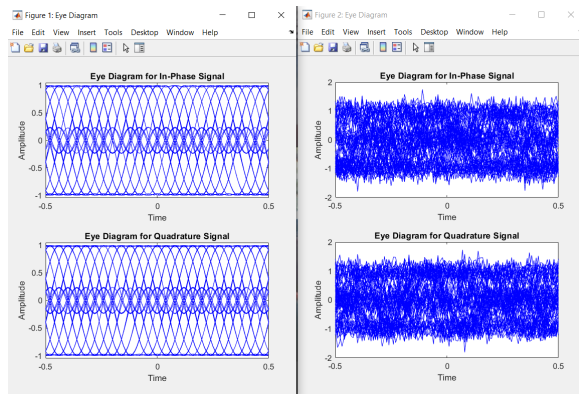 Figure 1: Eye Diagram
File Edit View Insert Tools Desktop Window Help
Eye Diagram for In-Phase Signal
1
0.5
0
-0.5
-1
Amplitude
-0.5 0 0.5
Time
Eye Diagram for Quadrature Signal
1
0.5
0
-0.5
-1
Amplitude
-0.5 0 0.5
Time
Figure 2: Eye Diagram
File Edit View Insert Tools Desktop Window Help
Eye Diagram for In-Phase Signal
2
1
0
-1
-2
Amplitude
-0.5 0 0.5
Time
Eye Diagram for Quadrature Signal
2
1
0
-1
-2
Amplitude
-0.5 0 0.5
Time